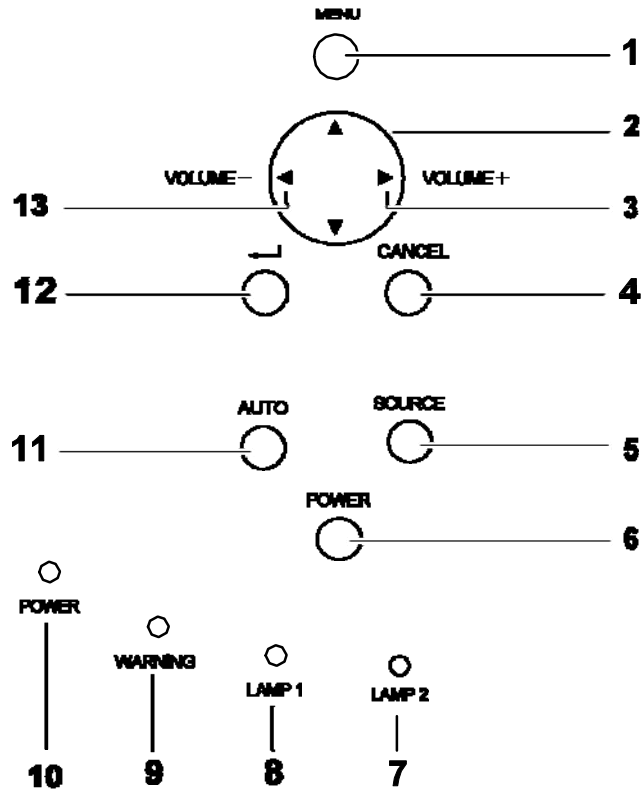 MENU
1
2
VOLUME − ◄ ► VOLUME +
13 3
↵ CANCEL
12 4
AUTO SOURCE
11 5
POWER
6
POWER
WARNING
LAMP 1
LAMP 2
10 9 8 7